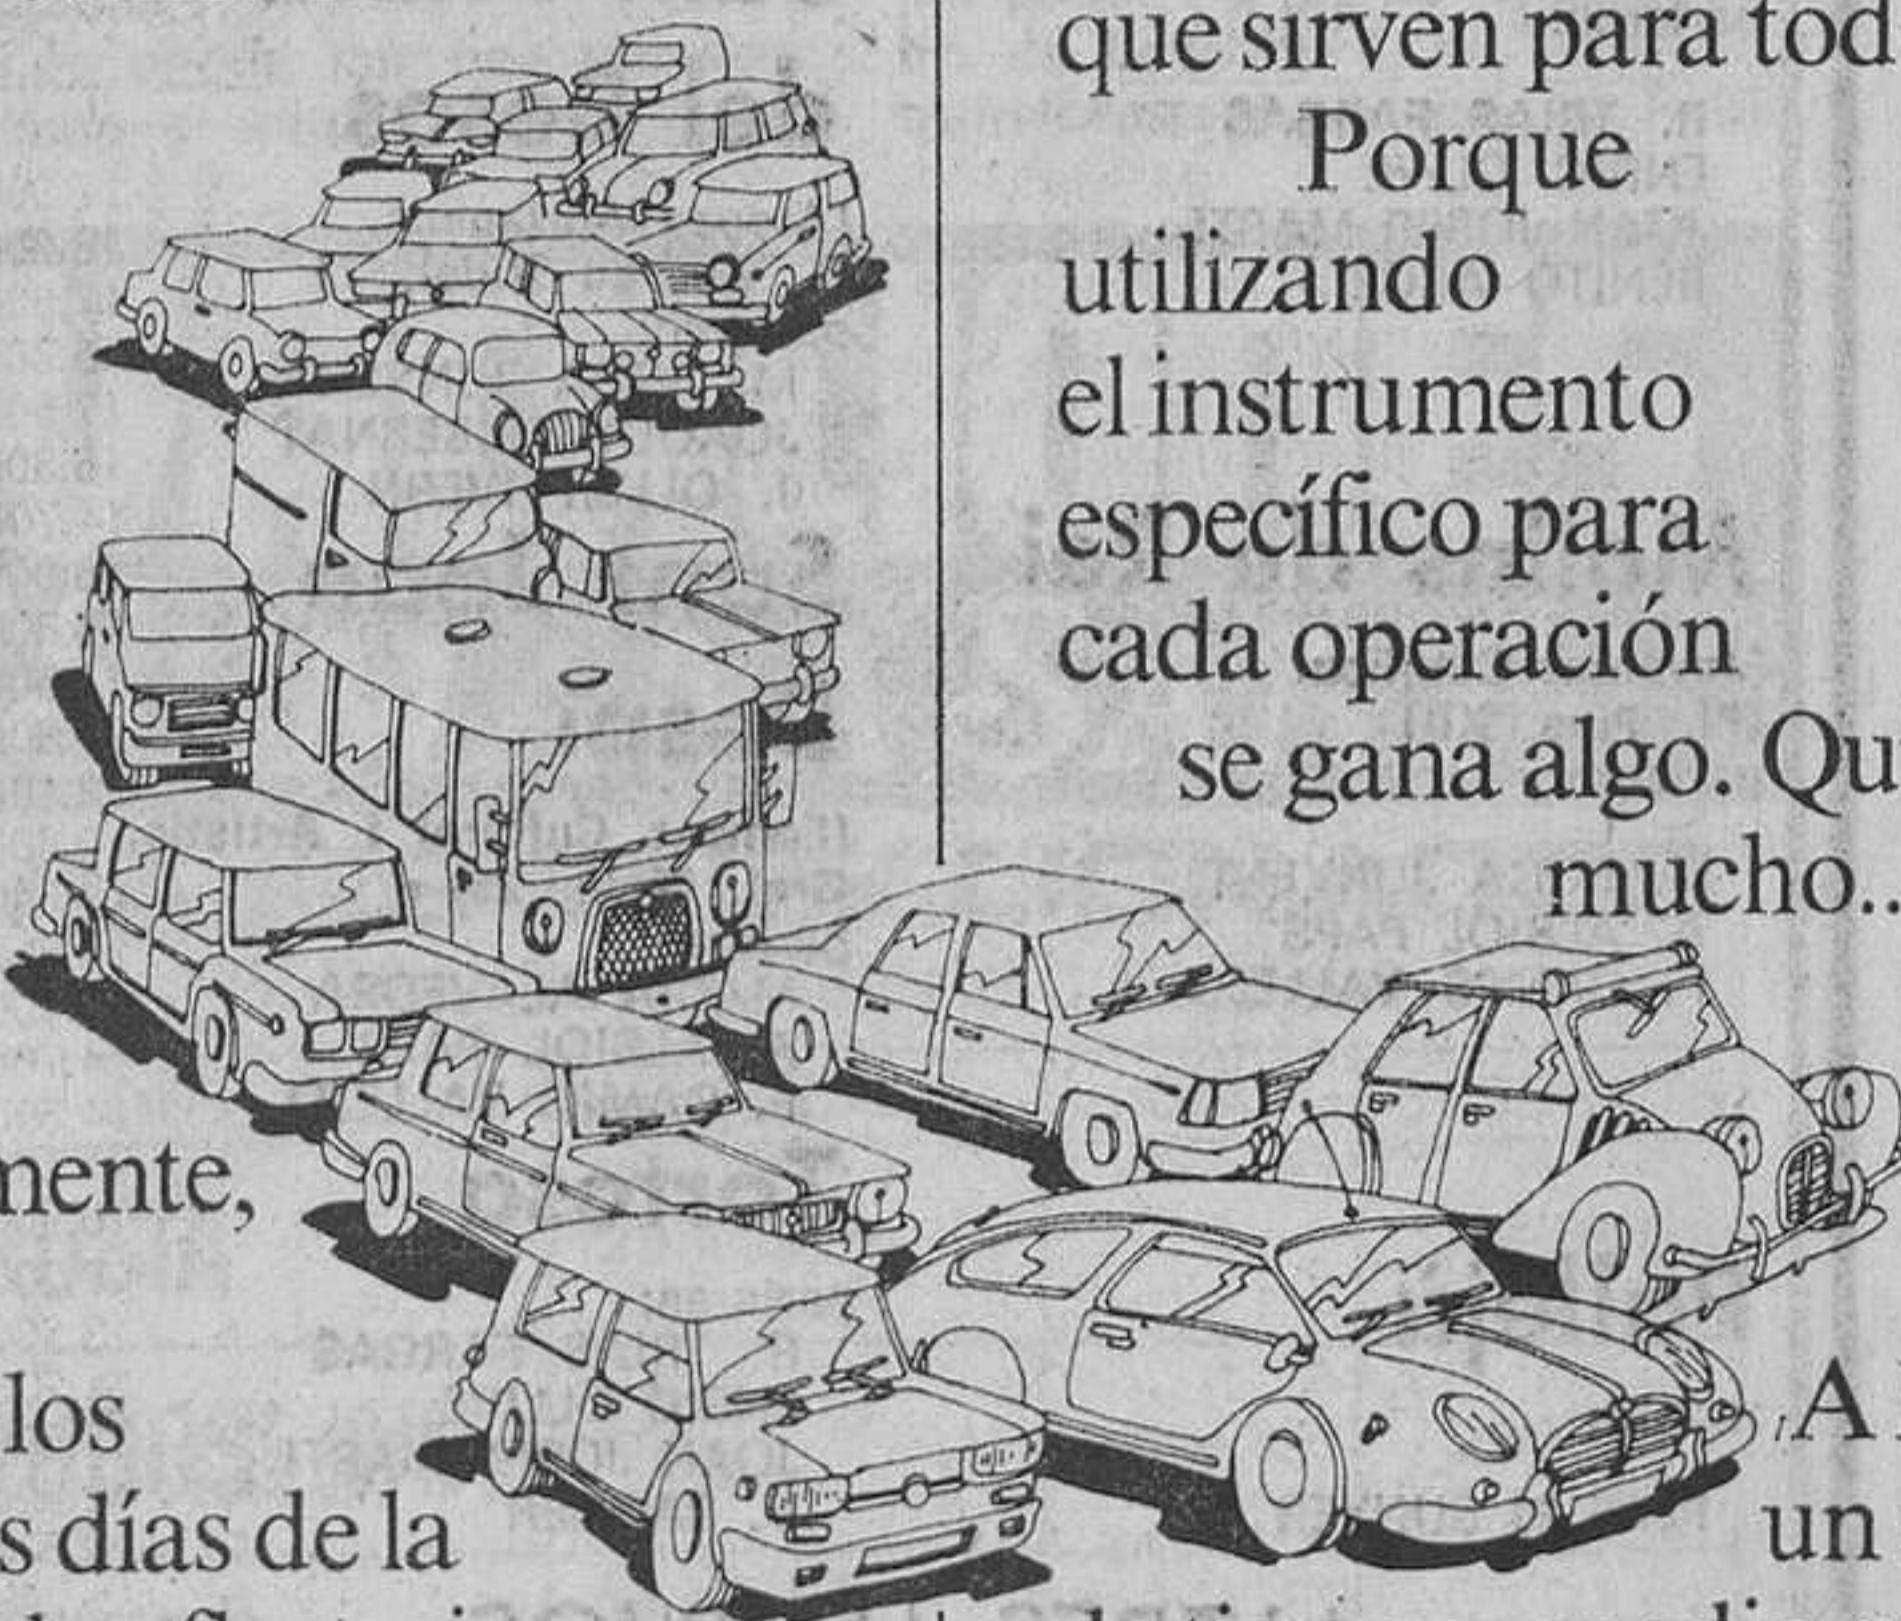 mente,
los
s días de la
que sirven para tod
Porque
utilizando
el instrumento
específico para
cada operación
se gana algo. Qu
mucho..
A
un